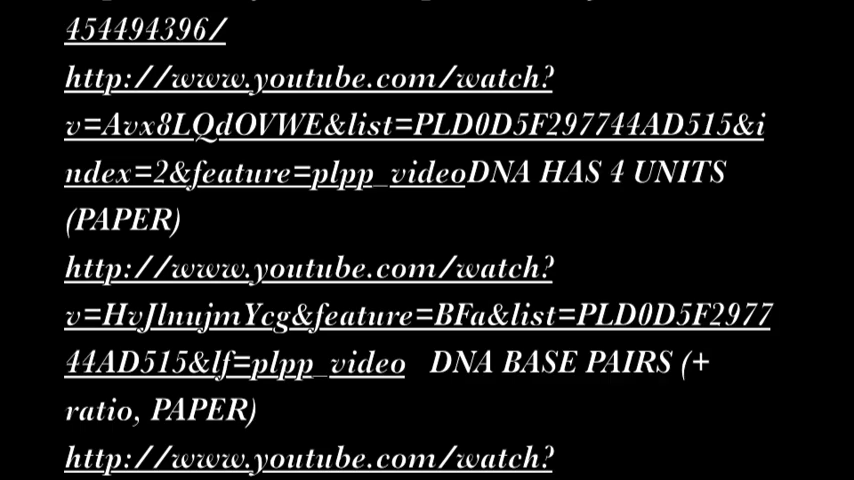 454494396/
http://www.youtube.com/watch?
v=Avx8LQdOVWE&list=PLD0D5F297744AD515&i
ndex=2&feature=plpp_videoDNA HAS 4 UNITS
(PAPER)
http://www.youtube.com/watch?
v=HvJlnujmYcg&feature=BFa&list=PLD0D5F2977
44AD515&lf=plpp_video DNA BASE PAIRS (+
ratio, PAPER)
http://www.youtube.com/watch?